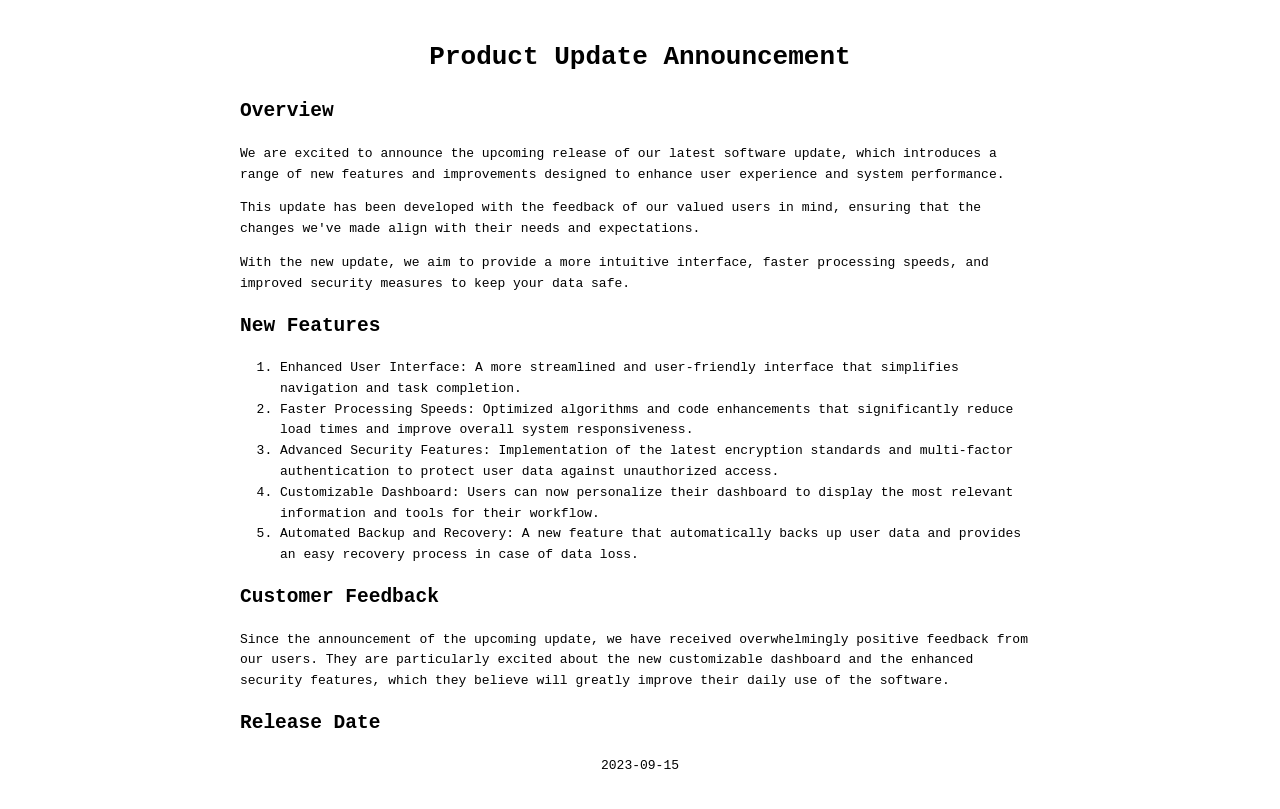 Product Update Announcement
Overview
We are excited to announce the upcoming release of our latest software update, which introduces a
range of new features and improvements designed to enhance user experience and system performance.
This update has been developed with the feedback of our valued users in mind, ensuring that the
changes we've made align with their needs and expectations.
With the new update, we aim to provide a more intuitive interface, faster processing speeds, and
improved security measures to keep your data safe.
New Features
1. Enhanced User Interface: A more streamlined and user-friendly interface that simplifies
navigation and task completion.
2. Faster Processing Speeds: Optimized algorithms and code enhancements that significantly reduce
load times and improve overall system responsiveness.
3. Advanced Security Features: Implementation of the latest encryption standards and multi-factor
authentication to protect user data against unauthorized access.
4. Customizable Dashboard: Users can now personalize their dashboard to display the most relevant
information and tools for their workflow.
5. Automated Backup and Recovery: A new feature that automatically backs up user data and provides
an easy recovery process in case of data loss.
Customer Feedback
Since the announcement of the upcoming update, we have received overwhelmingly positive feedback from
our users. They are particularly excited about the new customizable dashboard and the enhanced
security features, which they believe will greatly improve their daily use of the software.
Release Date
2023-09-15